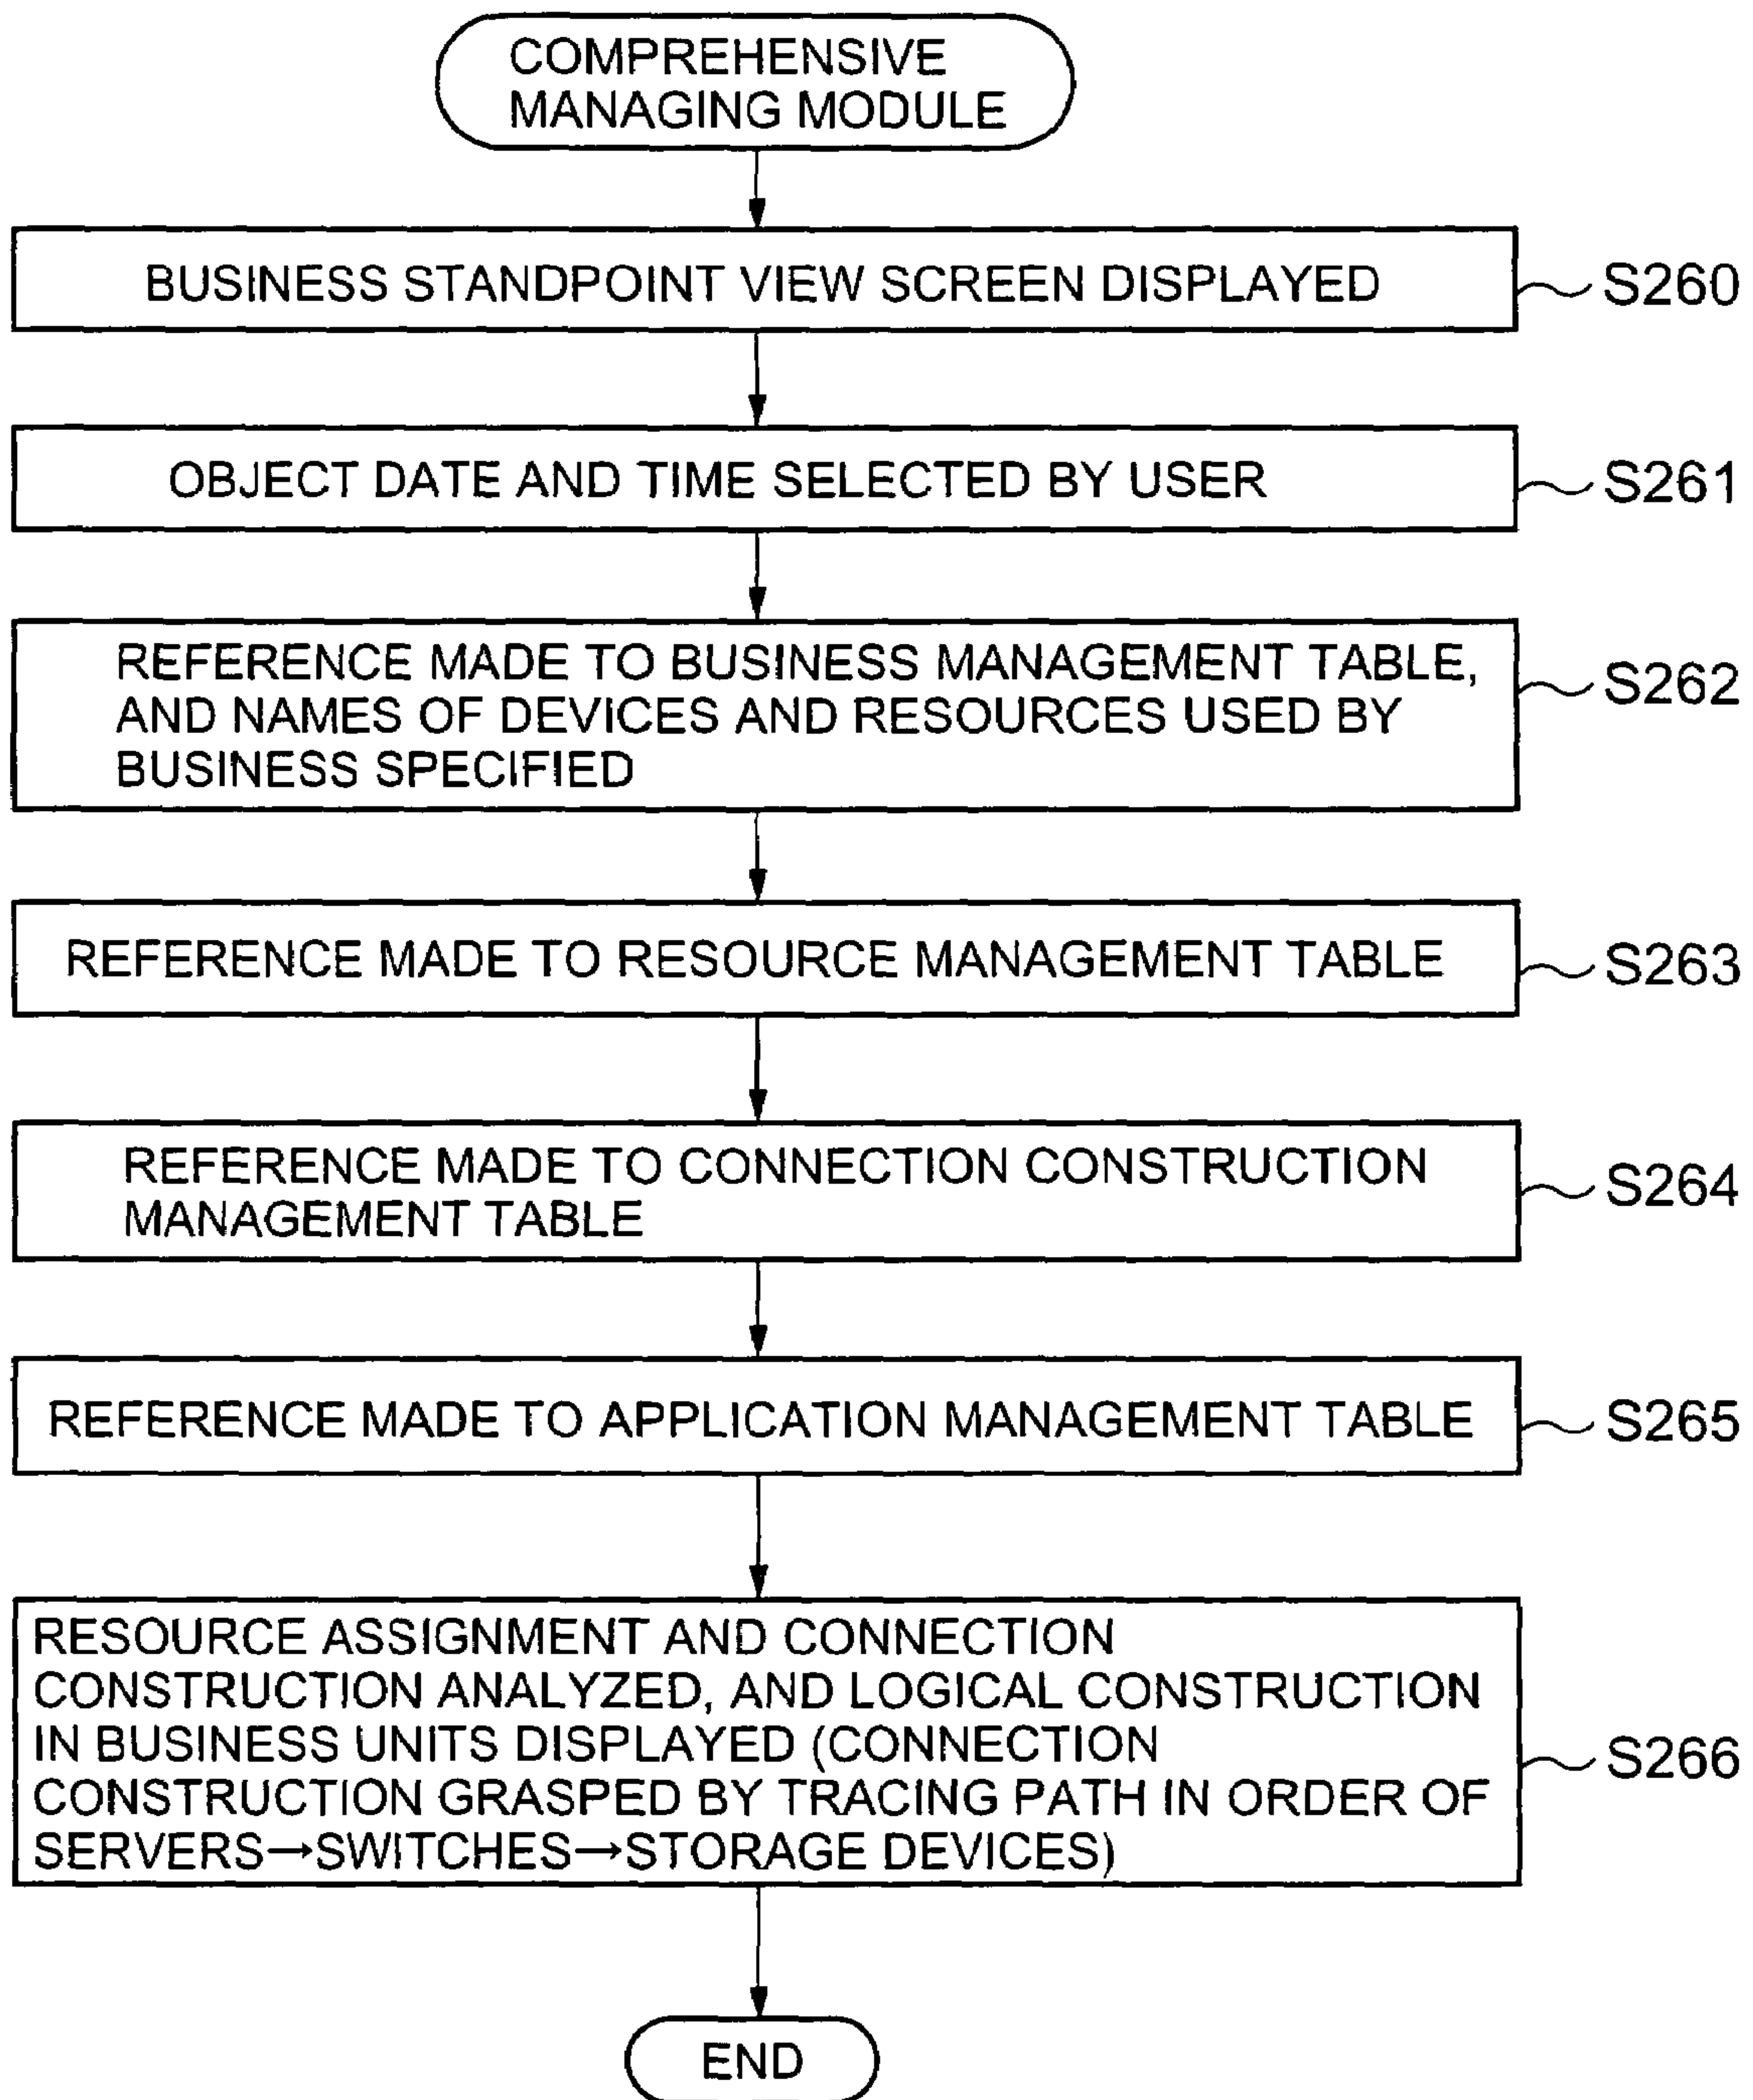 COMPREHENSIVE
MANAGING MODULE
BUSINESS STANDPOINT VIEW SCREEN DISPLAYED
S260
OBJECT DATE AND TIME SELECTED BY USER
S261
REFERENCE MADE TO BUSINESS MANAGEMENT TABLE,
AND NAMES OF DEVICES AND RESOURCES USED BY
BUSINESS SPECIFIED
S262
REFERENCE MADE TO RESOURCE MANAGEMENT TABLE
S263
REFERENCE MADE TO CONNECTION CONSTRUCTION
MANAGEMENT TABLE
S264
REFERENCE MADE TO APPLICATION MANAGEMENT TABLE
S265
RESOURCE ASSIGNMENT AND CONNECTION
CONSTRUCTION ANALYZED, AND LOGICAL CONSTRUCTION
IN BUSINESS UNITS DISPLAYED (CONNECTION
CONSTRUCTION GRASPED BY TRACING PATH IN ORDER OF
SERVERS→SWITCHES→STORAGE DEVICES)
S266
END